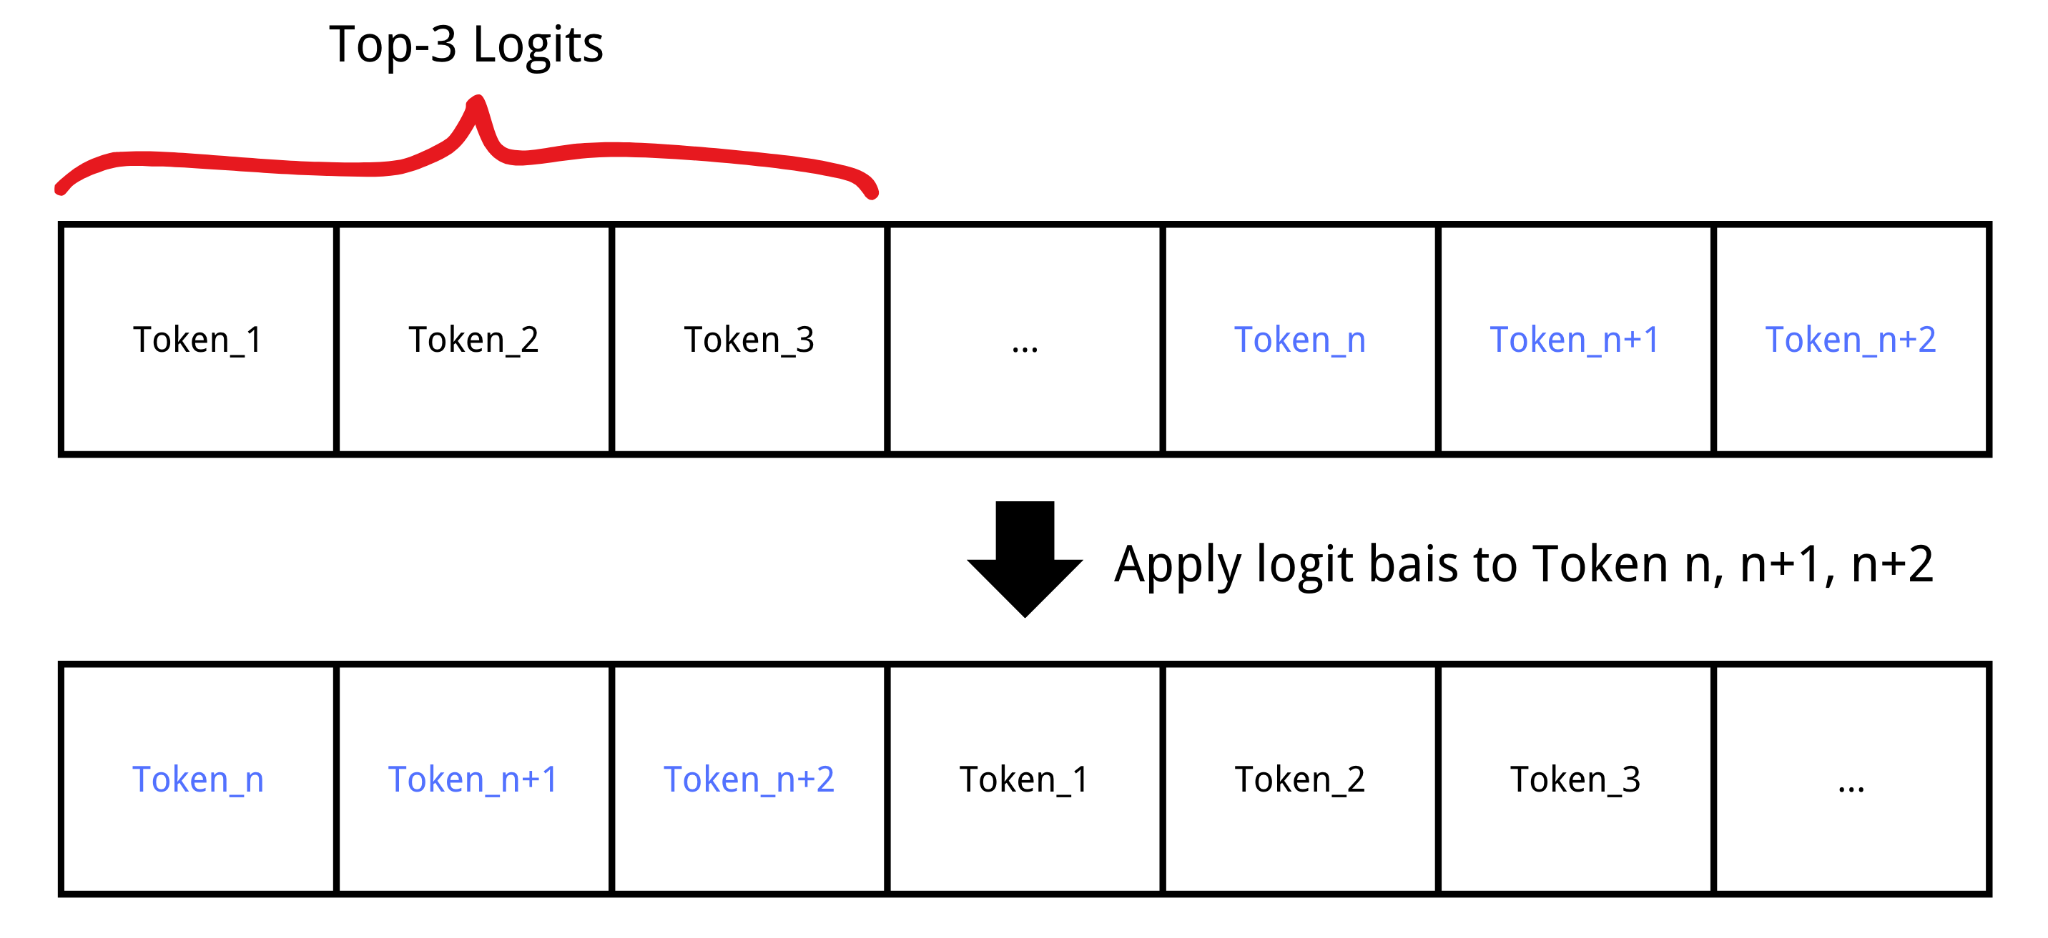 Top-3 Logits
Token_1 Token_2 Token_3 ... Token_n Token_n+1 Token_n+2
Apply logit bais to Token n, n+1, n+2
Token_n Token_n+1 Token_n+2 Token_1 Token_2 Token_3 ...